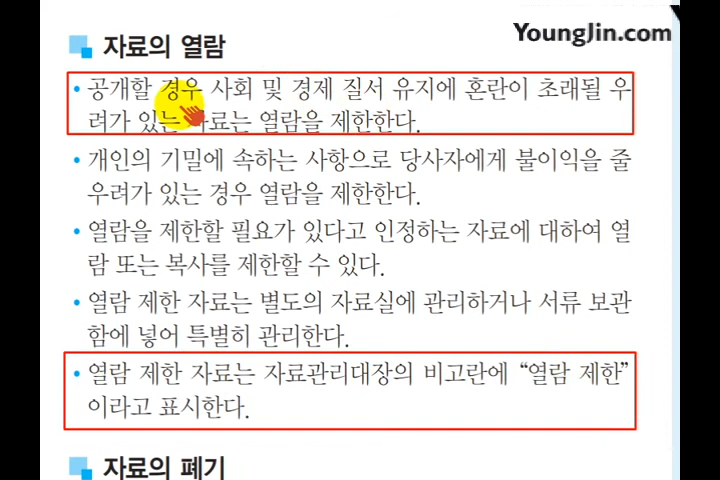 YoungJin.com
자료의 열람
• 공개할 경우 사회 및 경제 질서 유지에 혼란이 초래될 우
려가 있는 자료는 열람을 제한한다.
• 개인의 기밀에 속하는 사항으로 당사자에게 불이익을 줄
우려가 있는 경우 열람을 제한한다.
• 열람을 제한할 필요가 있다고 인정하는 자료에 대하여 열
람 또는 복사를 제한할 수 있다.
• 열람 제한 자료는 별도의 자료실에 관리하거나 서류 보관
함에 넣어 특별히 관리한다.
• 열람 제한 자료는 자료관리대장의 비고란에 “열람 제한”
이라고 표시한다.
자료의 폐기